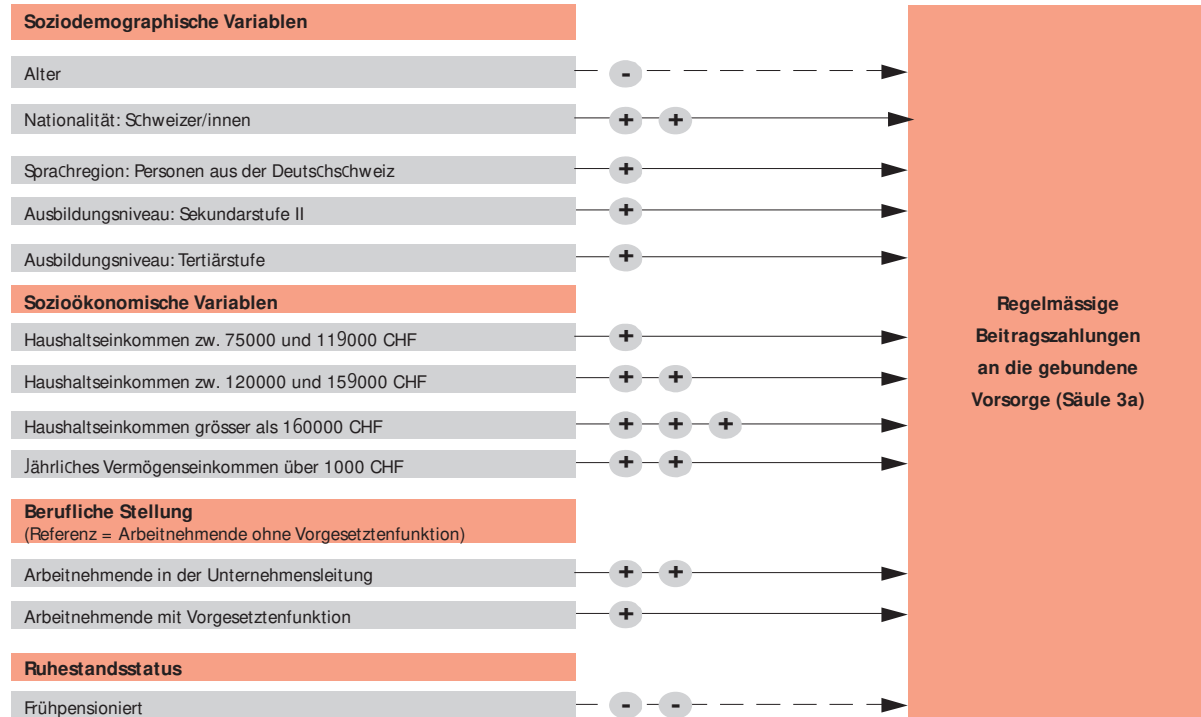 Soziodemographische Variablen
Alter
-
Nationalität: Schweizer/innen
+ +
Sprachregion: Personen aus der Deutschschweiz
+
Ausbildungsniveau: Sekundarstufe II
+
Ausbildungsniveau: Tertiärstufe
+
Sozioökonomische Variablen
Haushaltseinkommen zw. 75000 und 119000 CHF
+
Haushaltseinkommen zw. 120000 und 159000 CHF
+ +
Haushaltseinkommen grösser als 160000 CHF
+ + +
Jährliches Vermögenseinkommen über 1000 CHF
+ +
Berufliche Stellung
(Referenz = Arbeitnehmende ohne Vorgesetztenfunktion)
Arbeitnehmende in der Unternehmensleitung
+ +
Arbeitnehmende mit Vorgesetztenfunktion
+
Ruhestandsstatus
Frühpensioniert
- -
Regelmässige
Beitragszahlungen
an die gebundene
Vorsorge (Säule 3a)